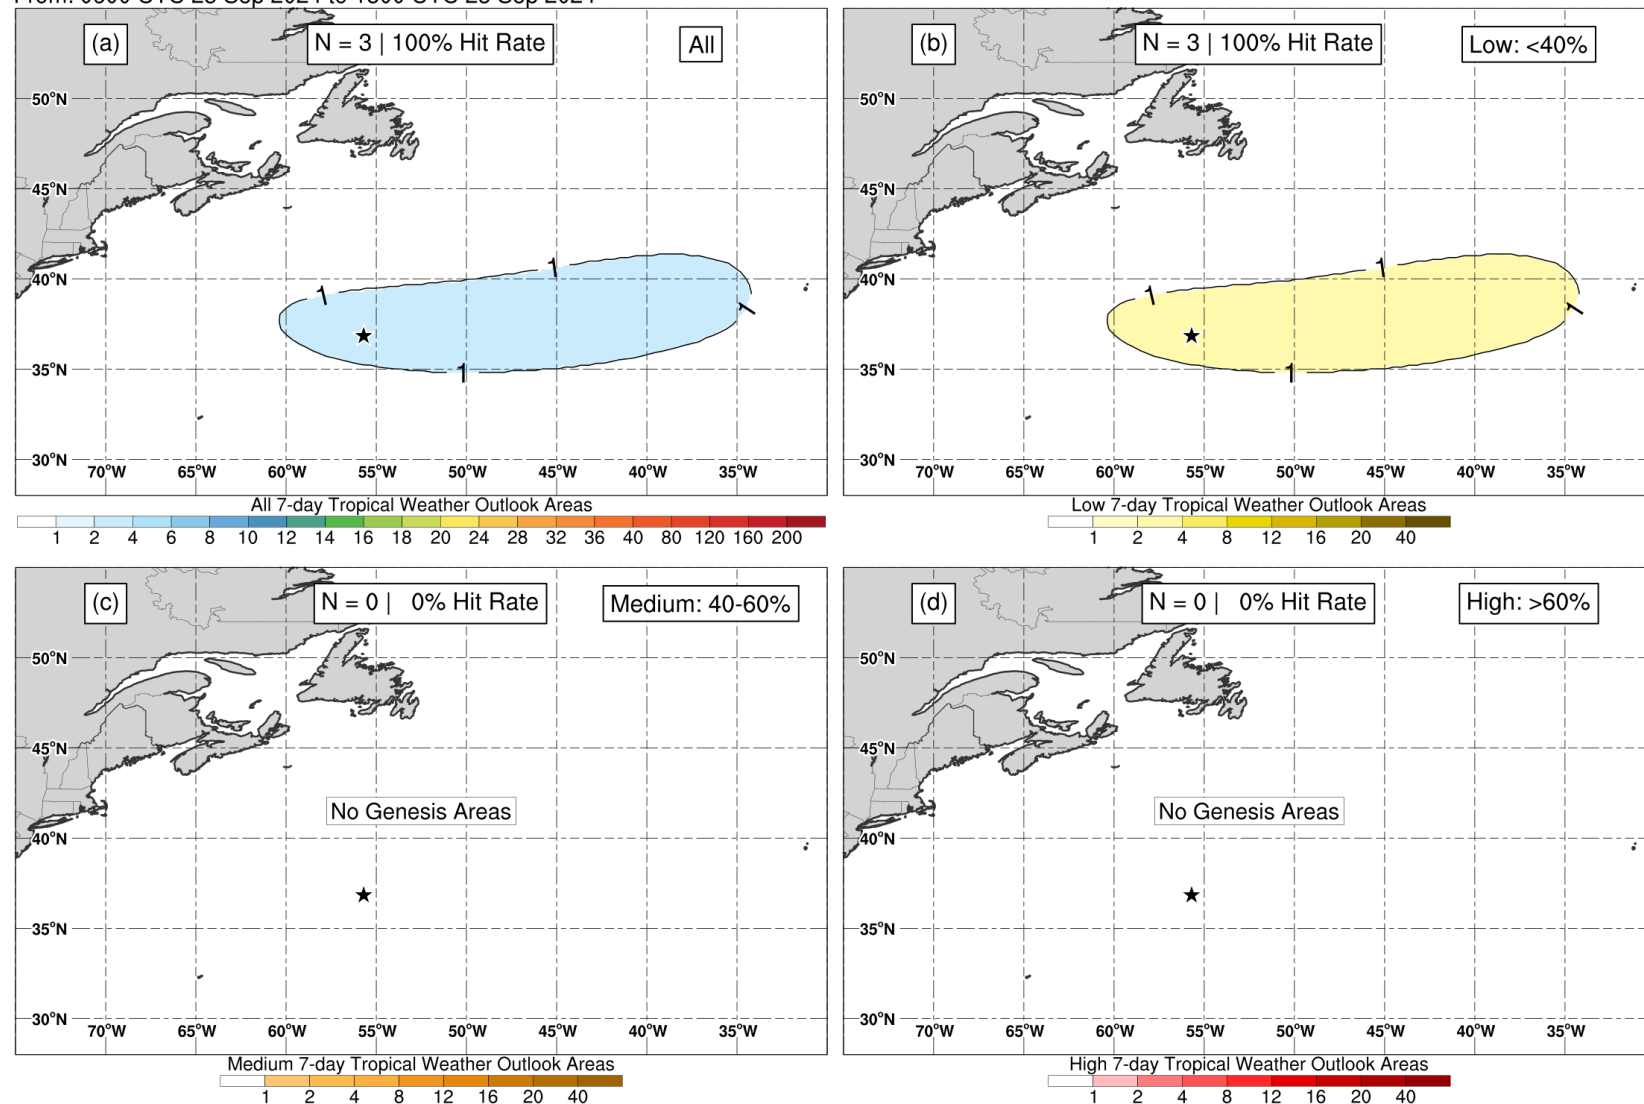 (a) N = 3 | 100% Hit Rate All
1
1
1
1
50°N
45°N
40°N
35°N
30°N
70°W 65°W 60°W 55°W 50°W 45°W 40°W 35°W
All 7-day Tropical Weather Outlook Areas
1 2 4 6 8 10 12 14 16 18 20 24 28 32 36 40 80 120 160 200
(b) N = 3 | 100% Hit Rate Low: <40%
1
1
1
1
50°N
45°N
40°N
35°N
30°N
70°W 65°W 60°W 55°W 50°W 45°W 40°W 35°W
Low 7-day Tropical Weather Outlook Areas
1 2 4 8 12 16 20 40
(c) N = 0 | 0% Hit Rate Medium: 40-60%
50°N
45°N
No Genesis Areas
40°N
35°N
30°N
70°W 65°W 60°W 55°W 50°W 45°W 40°W 35°W
Medium 7-day Tropical Weather Outlook Areas
1 2 4 8 12 16 20 40
(d) N = 0 | 0% Hit Rate High: >60%
50°N
45°N
No Genesis Areas
40°N
35°N
30°N
70°W 65°W 60°W 55°W 50°W 45°W 40°W 35°W
High 7-day Tropical Weather Outlook Areas
1 2 4 8 12 16 20 40